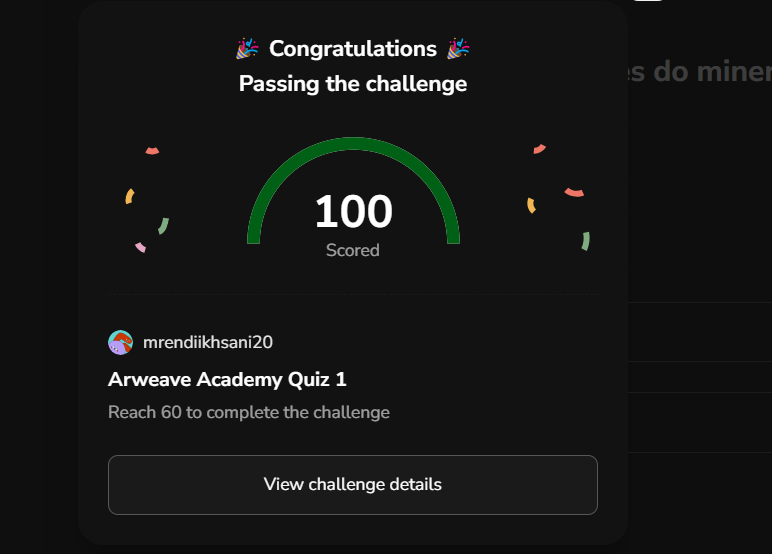 🎉 Congratulations 🎉
Passing the challenge
es do miner
100
Scored
mrendiikhsani20
Arweave Academy Quiz 1
Reach 60 to complete the challenge
View challenge details